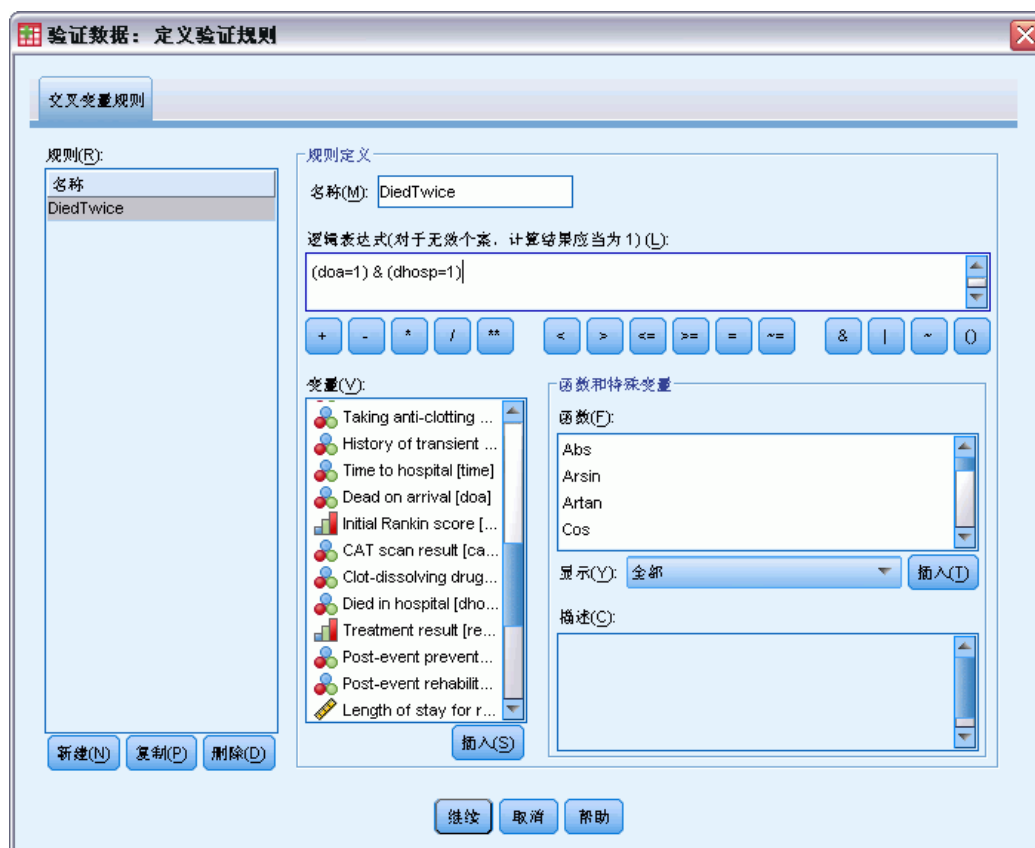 验证数据: 定义验证规则
交叉变量规则
规则(R):
名称
DiedTwice
规则定义
名称(M): DiedTwice
逻辑表达式(对于无效个案，计算结果应当为 1) (L):
(doa=1) & (dhosp=1)
+ - * / ** < > <= >= = ~= & | ~ ()
变量(V):
Taking anti-clotting ...
History of transient ...
Time to hospital [time]
Dead on arrival [doa]
Initial Rankin score [...
CAT scan result [ca...
Clot-dissolving drug...
Died in hospital [dho...
Treatment result [re...
Post-event prevent...
Post-event rehabilit...
Length of stay for r...
插入(S)
函数和特殊变量
函数(F):
Abs
Arsin
Artan
Cos
显示(Y): 全部 插入(T)
描述(C):
新建(N) 复制(P) 删除(D)
继续 取消 帮助